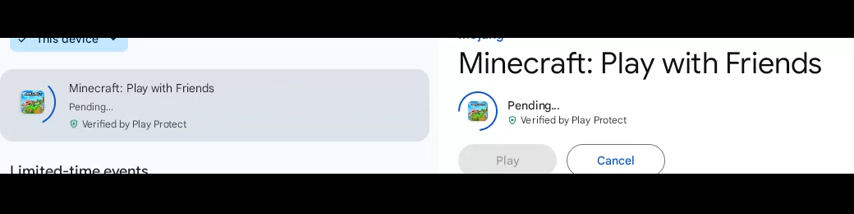 This device
Minecraft: Play with Friends
Pending...
Verified by Play Protect
Limited-time events
Mojang
Minecraft: Play with Friends
Pending...
Verified by Play Protect
Play
Cancel